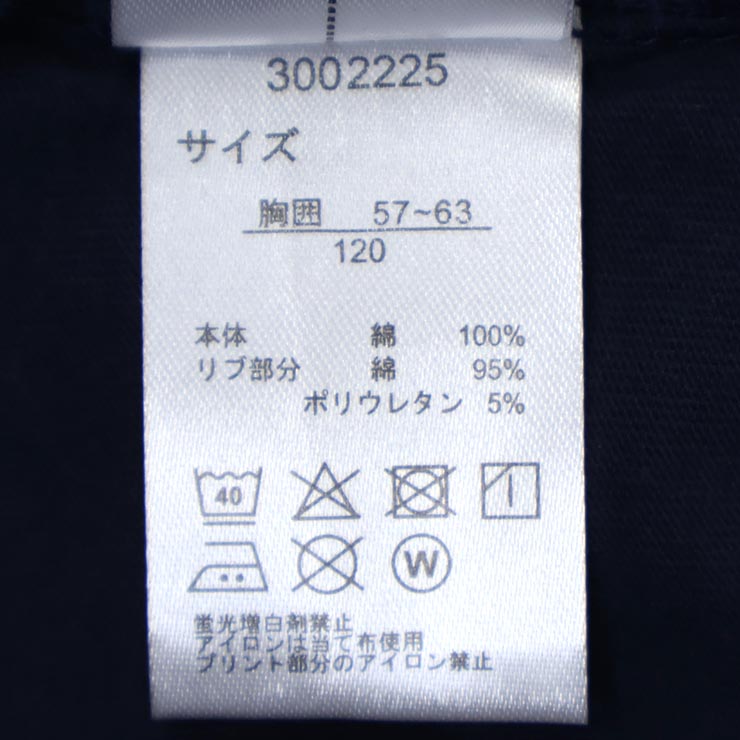 3002225
サイズ
胸囲 57~63
120
本体 綿 100%
リブ部分 綿 95%
ポリウレタン 5%
40
W
蛍光増白剤禁止
アイロンは当て布使用
プリント部分のアイロン禁止